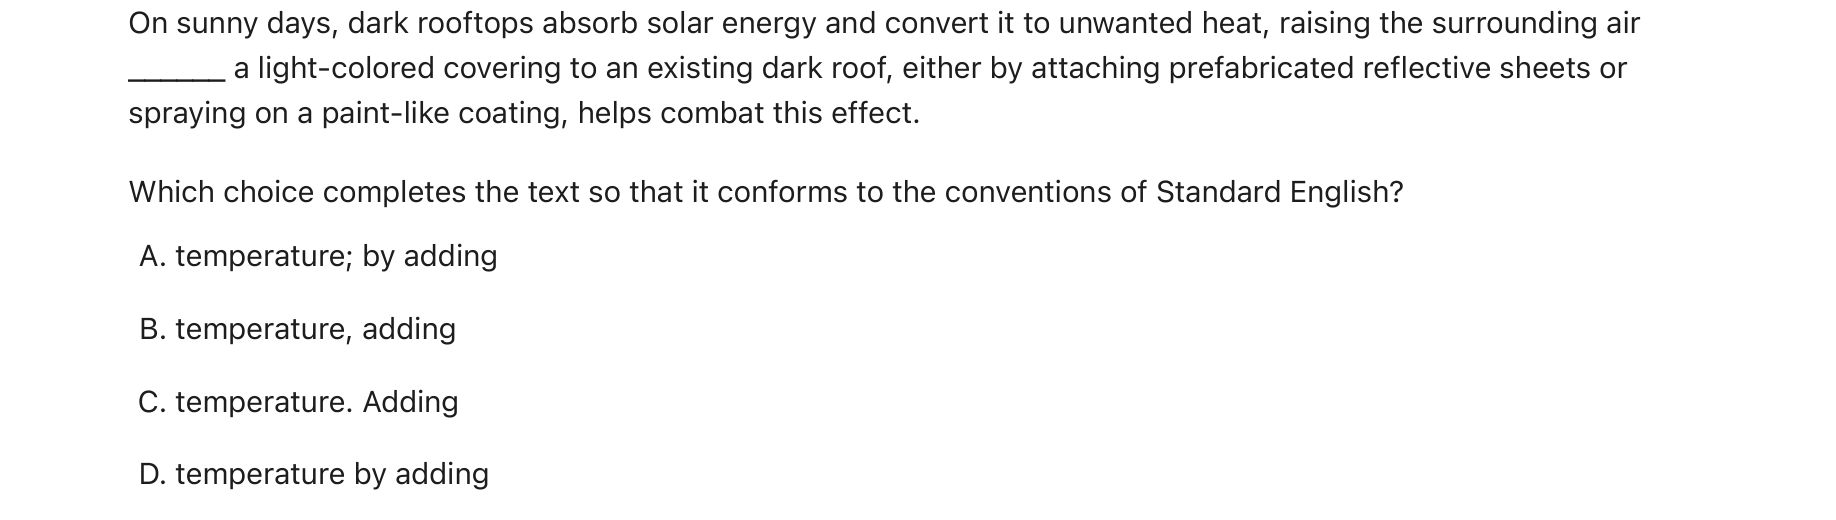 On sunny days, dark rooftops absorb solar energy and convert it to unwanted heat, raising the surrounding air
______ a light-colored covering to an existing dark roof, either by attaching prefabricated reflective sheets or
spraying on a paint-like coating, helps combat this effect.
Which choice completes the text so that it conforms to the conventions of Standard English?
A. temperature; by adding
B. temperature, adding
C. temperature. Adding
D. temperature by adding